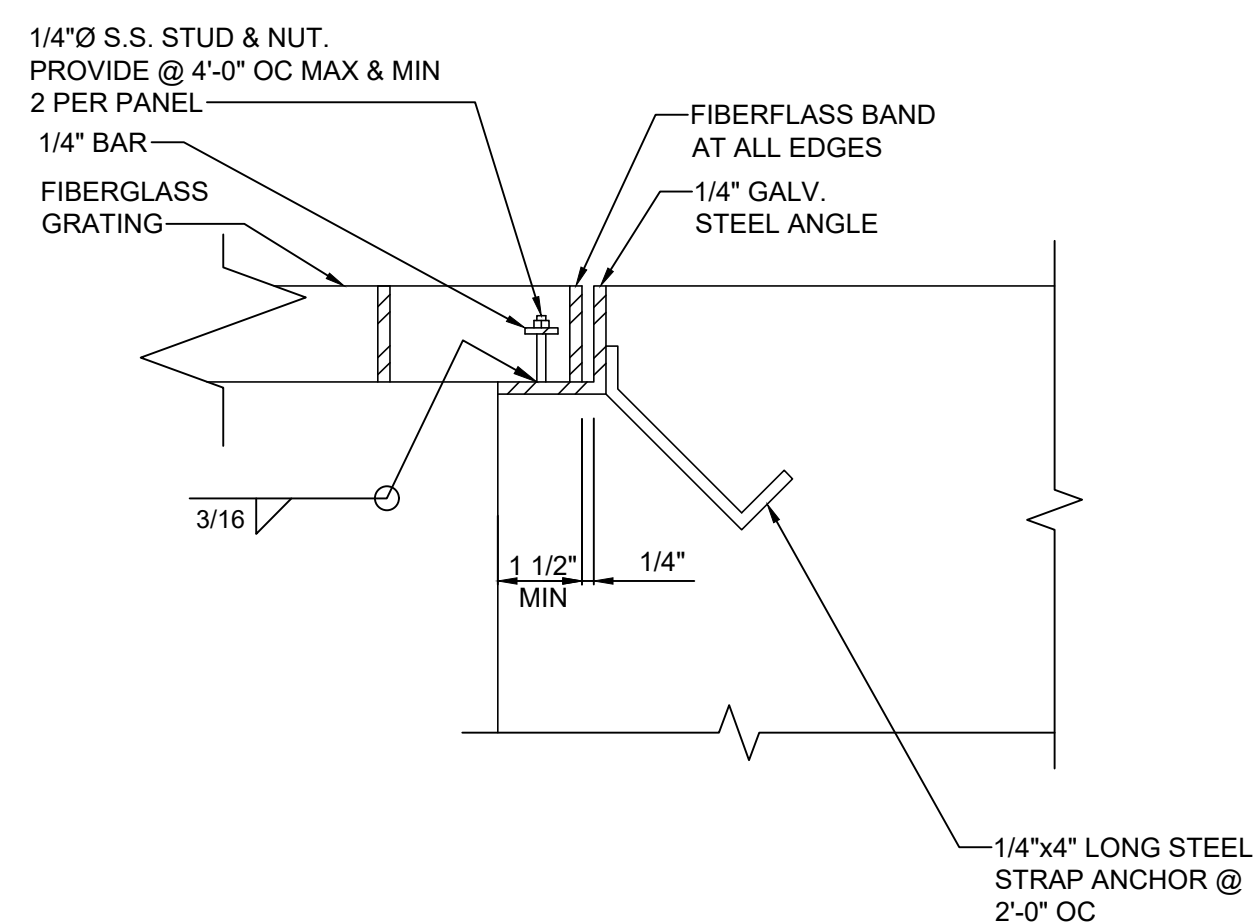 1/4"Ø S.S. STUD & NUT.
PROVIDE @ 4'-0" OC MAX & MIN
2 PER PANEL
1/4" BAR
FIBERGLASS
GRATING
FIBERFLASS BAND
AT ALL EDGES
1/4" GALV.
STEEL ANGLE
3/16
1 1/2"
MIN
1/4"
1/4"x4" LONG STEEL
STRAP ANCHOR @
2'-0" OC